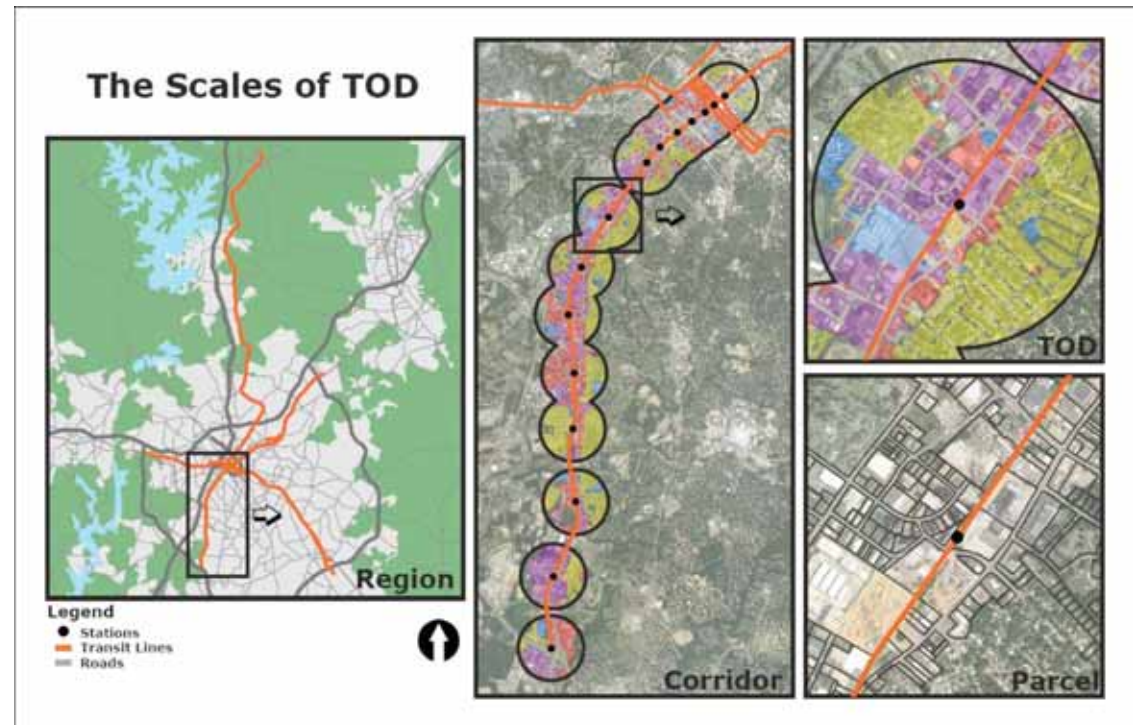 The Scales of TOD
Region
Legend
Stations
Transit Lines
Roads
Corridor
TOD
Parcel